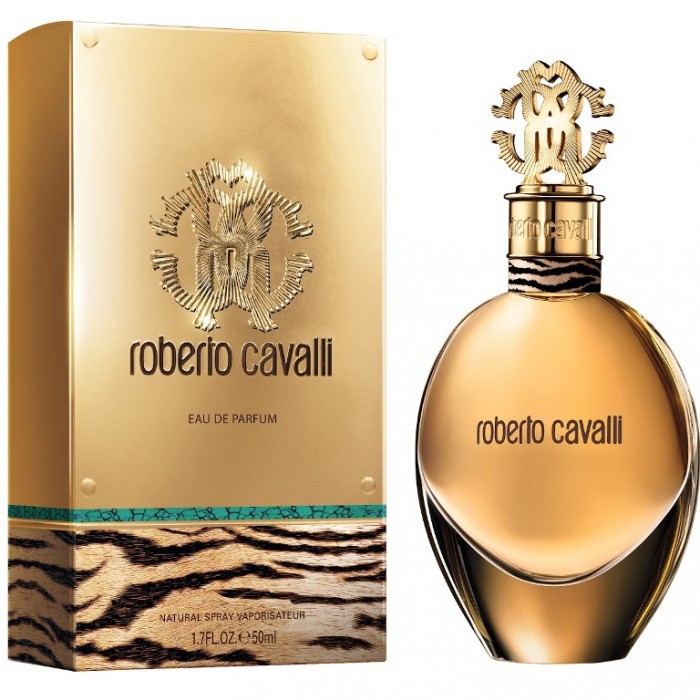 roberto cavalli
EAU DE PARFUM
NATURAL SPRAY VAPORISATEUR
1.7FL.OZ. ℮ 50ml
roberto cavalli
roberto cavalli